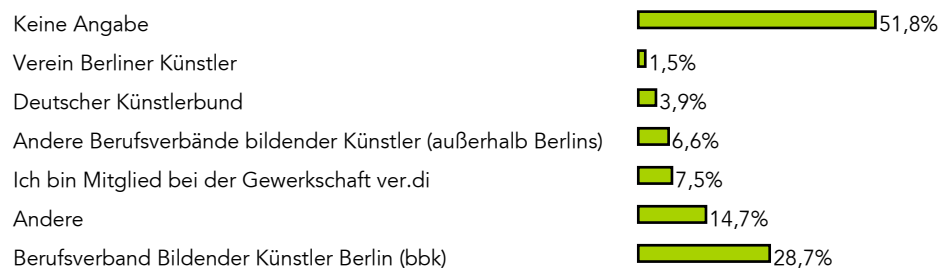 Keine Angabe 51,8%
Verein Berliner Künstler 1,5%
Deutscher Künstlerbund 3,9%
Andere Berufsverbände bildender Künstler (außerhalb Berlins) 6,6%
Ich bin Mitglied bei der Gewerkschaft ver.di 7,5%
Andere 14,7%
Berufsverband Bildender Künstler Berlin (bbk) 28,7%